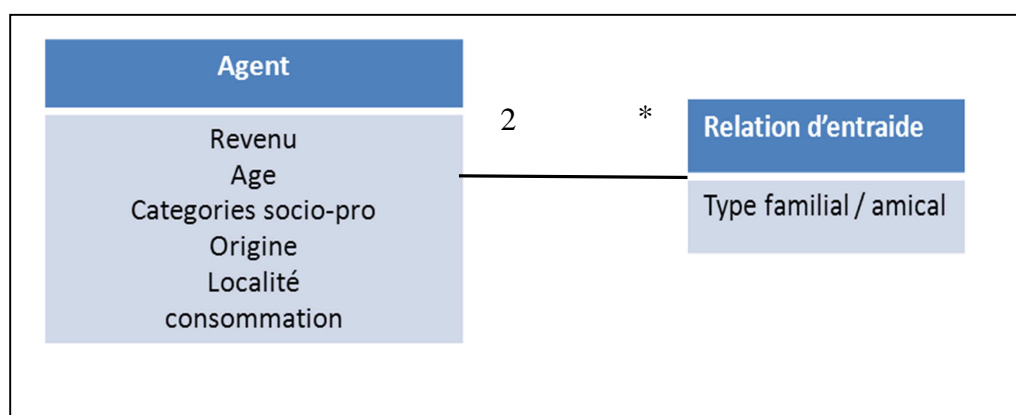 Agent
Revenu
Age
Categories socio-pro
Origine
Localité
consommation
2
*
Relation d’entraide
Type familial / amical